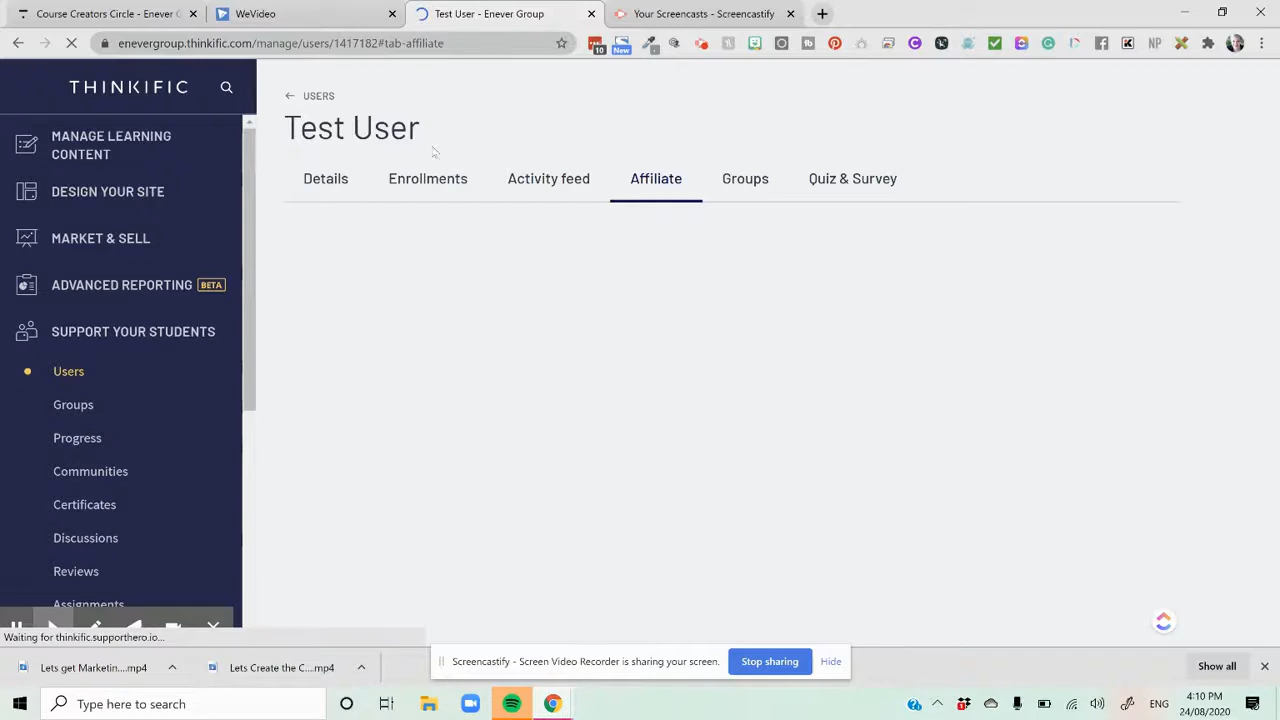 Course Creators Circle - Enever G
WeVideo
Test User - Enever Group
Your Screencasts - Screencastify
enevergroup.thinkific.com/manage/users/1417182#tab-affiliate
10
New
NP
THINKIFIC
MANAGE LEARNING
CONTENT
DESIGN YOUR SITE
MARKET & SELL
ADVANCED REPORTING BETA
SUPPORT YOUR STUDENTS
Users
Groups
Progress
Communities
Certificates
Discussions
Reviews
Assignments
USERS
Test User
Details
Enrollments
Activity feed
Affiliate
Groups
Quiz & Survey
Waiting for thinkific.supporthero.io...
Screencastify - Screen Video Recorder is sharing your screen.
Stop sharing
Hide
Lets get Marketin....mp4
Lets Create the C....mp4
Show all
Type here to search
ENG
4:10 PM
24/08/2020